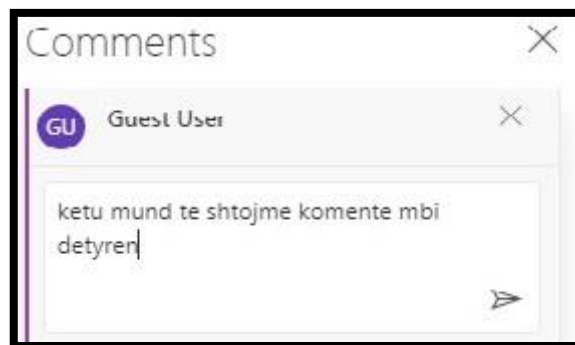 Comments
GU
Guest User
ketu mund te shtojme komente mbi
detyren